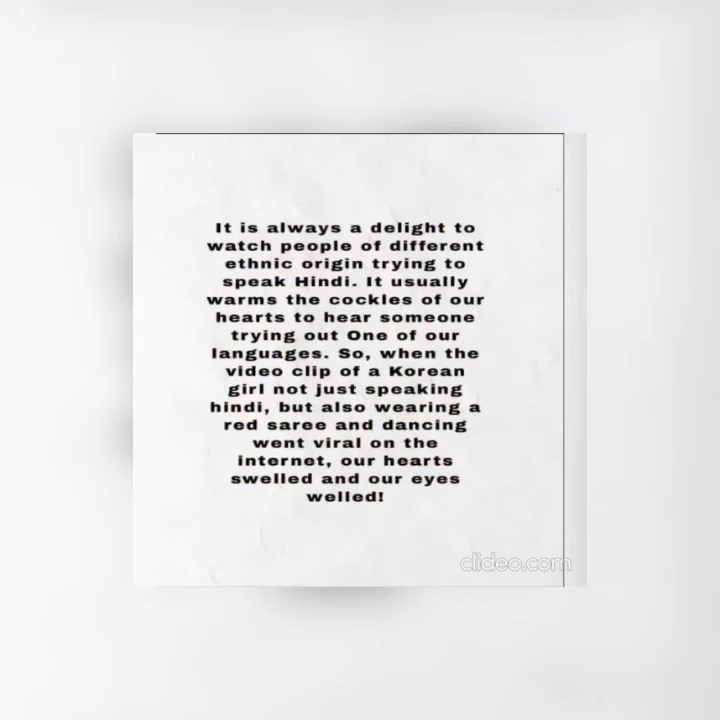 It is always a delight to
watch people of different
ethnic origin trying to
speak Hindi. It usually
warms the cockles of our
hearts to hear someone
trying out One of our
languages. So, when the
video clip of a Korean
girl not just speaking
hindi, but also wearing a
red saree and dancing
went viral on the
internet, our hearts
swelled and our eyes
welled!
clideo.com